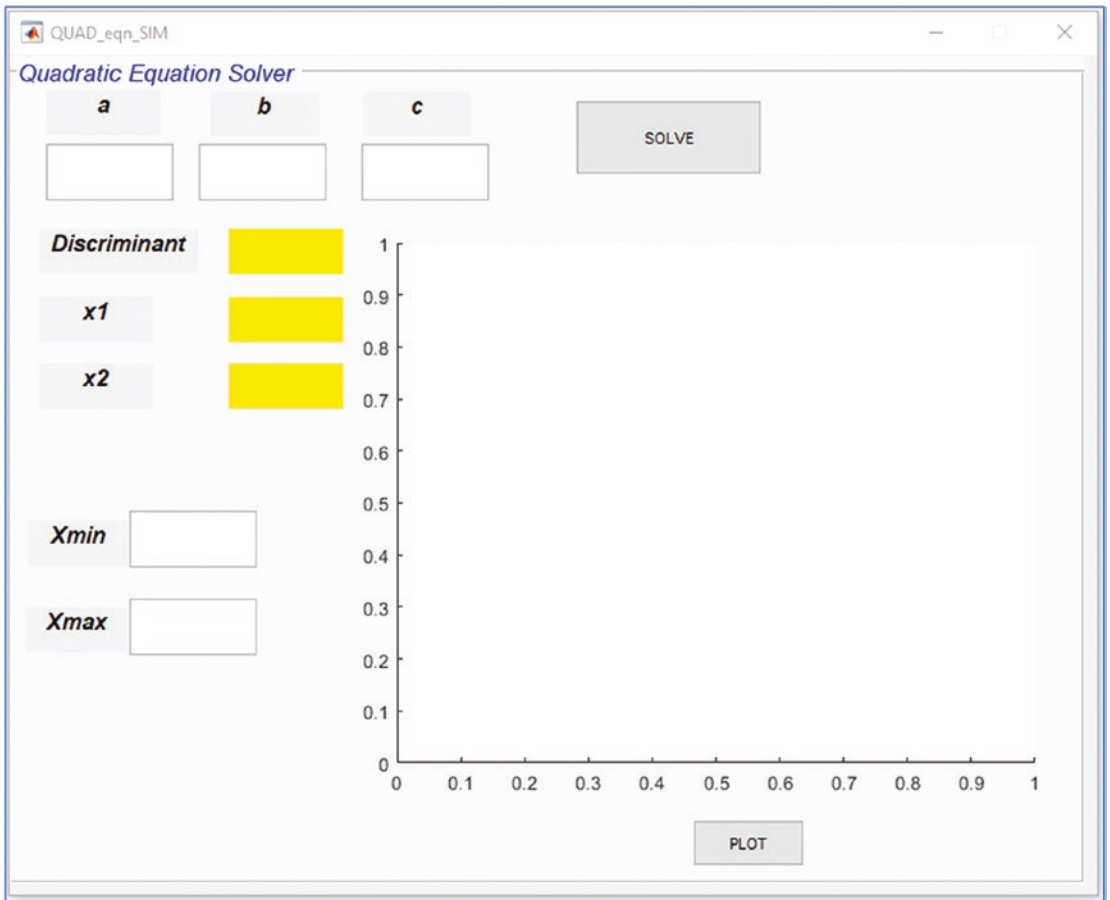 QUAD_eqn_SIM
Quadratic Equation Solver
a b c
SOLVE
Discriminant
x1
x2
Xmin
Xmax
1
0.9
0.8
0.7
0.6
0.5
0.4
0.3
0.2
0.1
0
0 0.1 0.2 0.3 0.4 0.5 0.6 0.7 0.8 0.9 1
PLOT